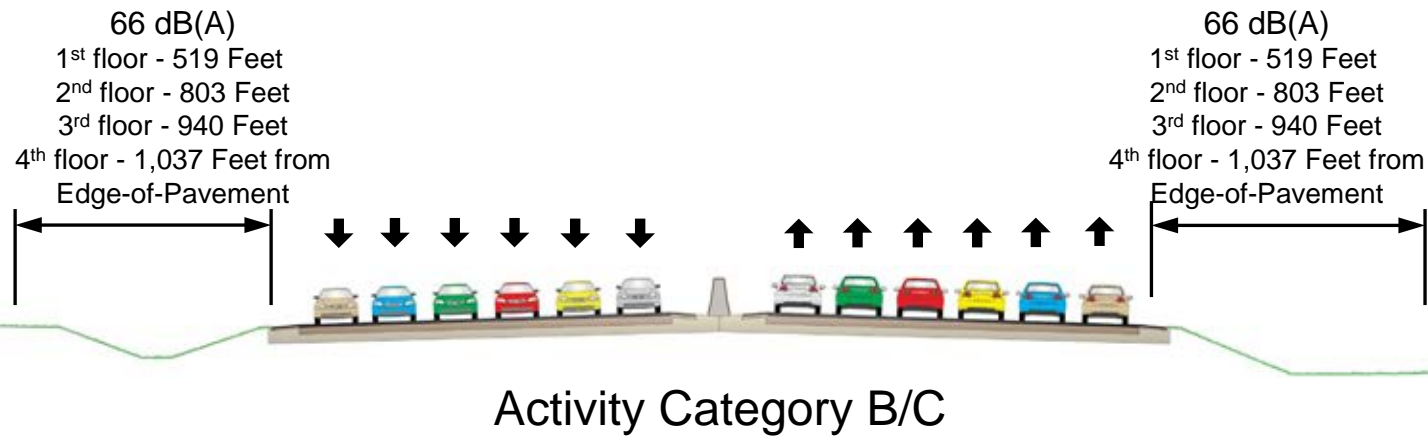 66 dB(A)
1st floor - 519 Feet
2nd floor - 803 Feet
3rd floor - 940 Feet
4th floor - 1,037 Feet from
Edge-of-Pavement
66 dB(A)
1st floor - 519 Feet
2nd floor - 803 Feet
3rd floor - 940 Feet
4th floor - 1,037 Feet from
Edge-of-Pavement
Activity Category B/C